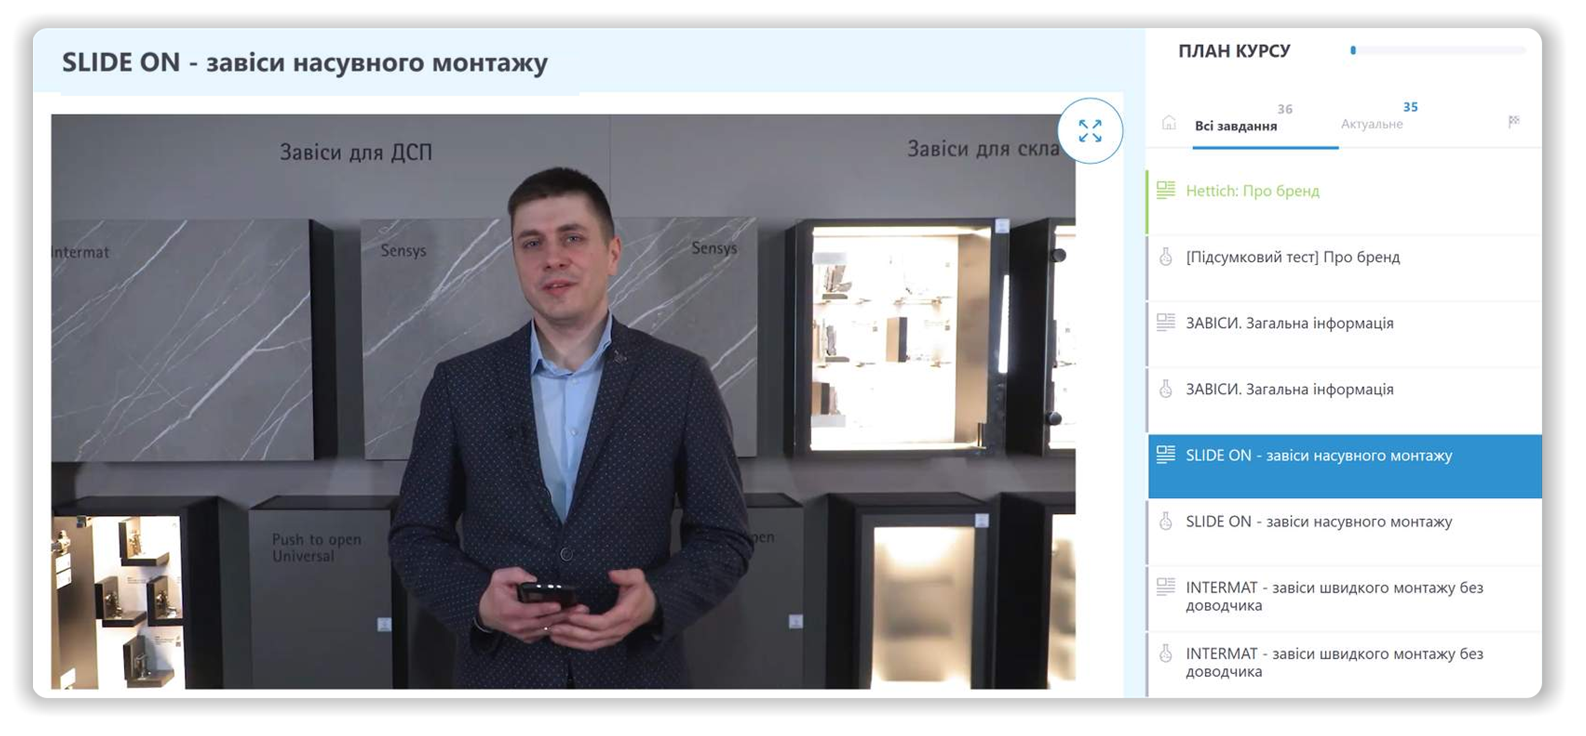 SLIDE ON - завіси насувного монтажу
Завіси для ДСП
Завіси для скла
Intermat
Sensys
Sensys
Push to open
Universal
ПЛАН КУРСУ
Всі завдання
36
Актуальне
35
Hettich: Про бренд
[Підсумковий тест] Про бренд
ЗАВІСИ. Загальна інформація
ЗАВІСИ. Загальна інформація
SLIDE ON - завіси насувного монтажу
SLIDE ON - завіси насувного монтажу
INTERMAT - завіси швидкого монтажу без
доводчика
INTERMAT - завіси швидкого монтажу без
доводчика